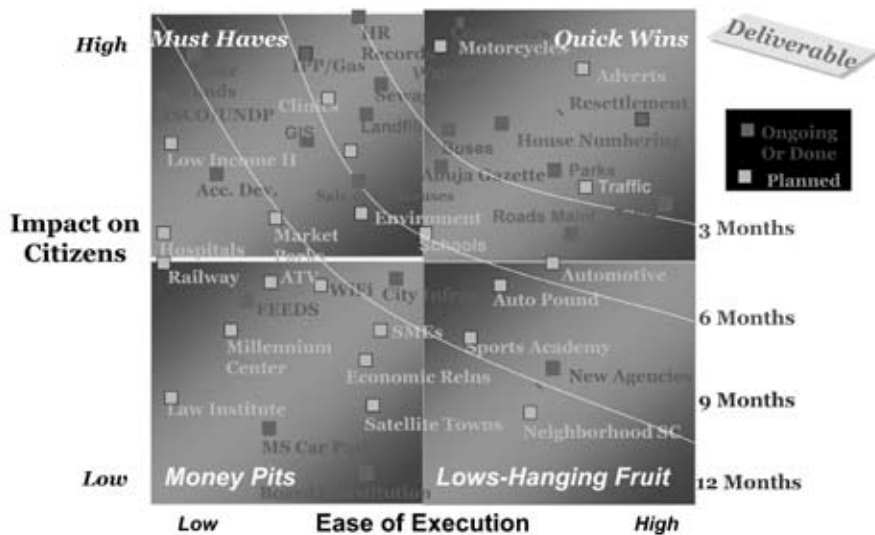 High
Must Haves
HR
Records
IPP/Gas
Clinics
Landfill
GIS
Low Income H
Acc. Dev.
Enviroment
Hospitals
Market
Parks
Motorcycles
Quick Wins
Adverts
Resettlement
House Numbering
Buses
Abuja Gazette
Parks
Traffic
Roads Maint
Schools
Deliverable
Ongoing
Or Done
Planned
Impact on
Citizens
3 Months
6 Months
9 Months
12 Months
Railway
ATV
WiFi
FEEDS
SMEs
Millennium
Center
Economic Relns
Law Institute
Satellite Towns
MS Car Park
Money Pits
Automotive
Auto Pound
Sports Academy
New Agencies
Neighborhood SC
Lows-Hanging Fruit
Low
Low
Ease of Execution
High